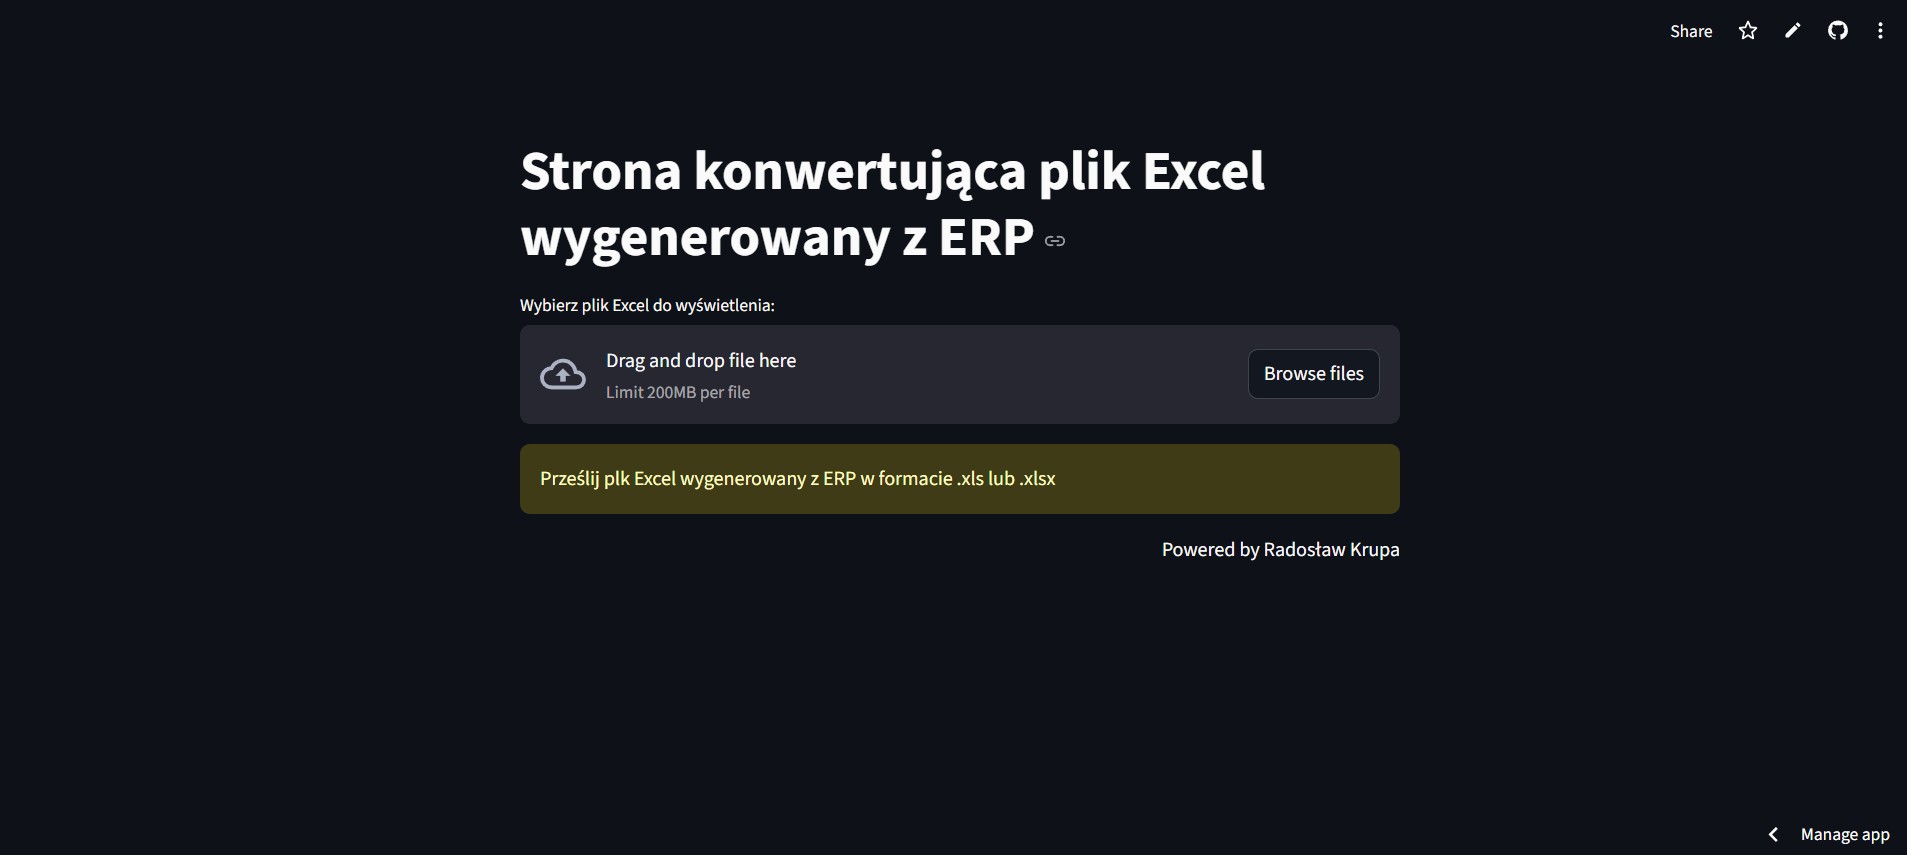 Share
Strona konwertująca plik Excel
wygenerowany z ERP
Wybierz plik Excel do wyświetlenia:
Drag and drop file here
Limit 200MB per file
Browse files
Prześlij plk Excel wygenerowany z ERP w formacie .xls lub .xlsx
Powered by Radosław Krupa
Manage app